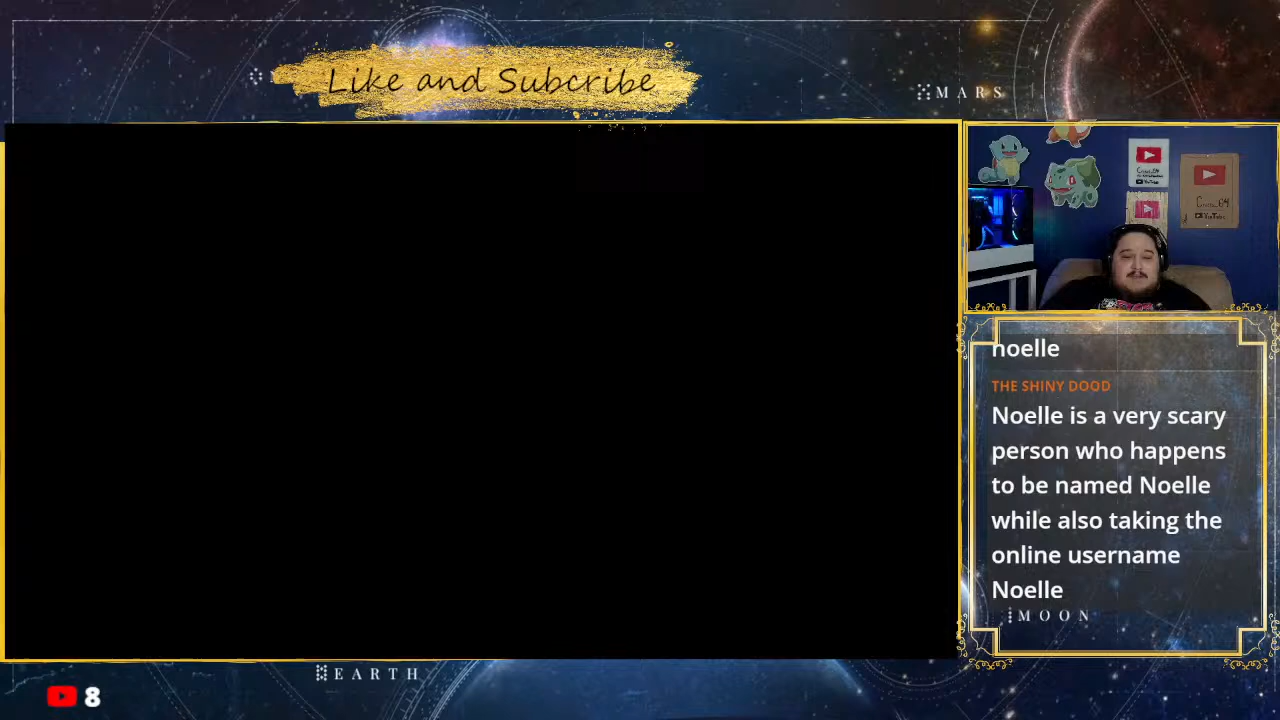 Like and Subcribe
MARS
noelle
THE SHINY DOOD
Noelle is a very scary
person who happens
to be named Noelle
while also taking the
online username
Noelle
MOON
EARTH
8